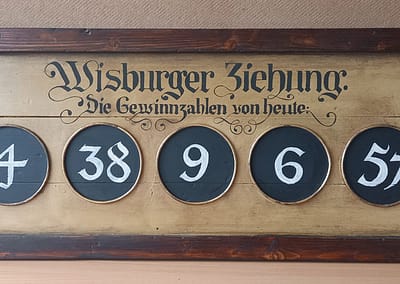 Wisburger Ziehung:
Die Gewinnzahlen von heute:
4 38 9 6 57